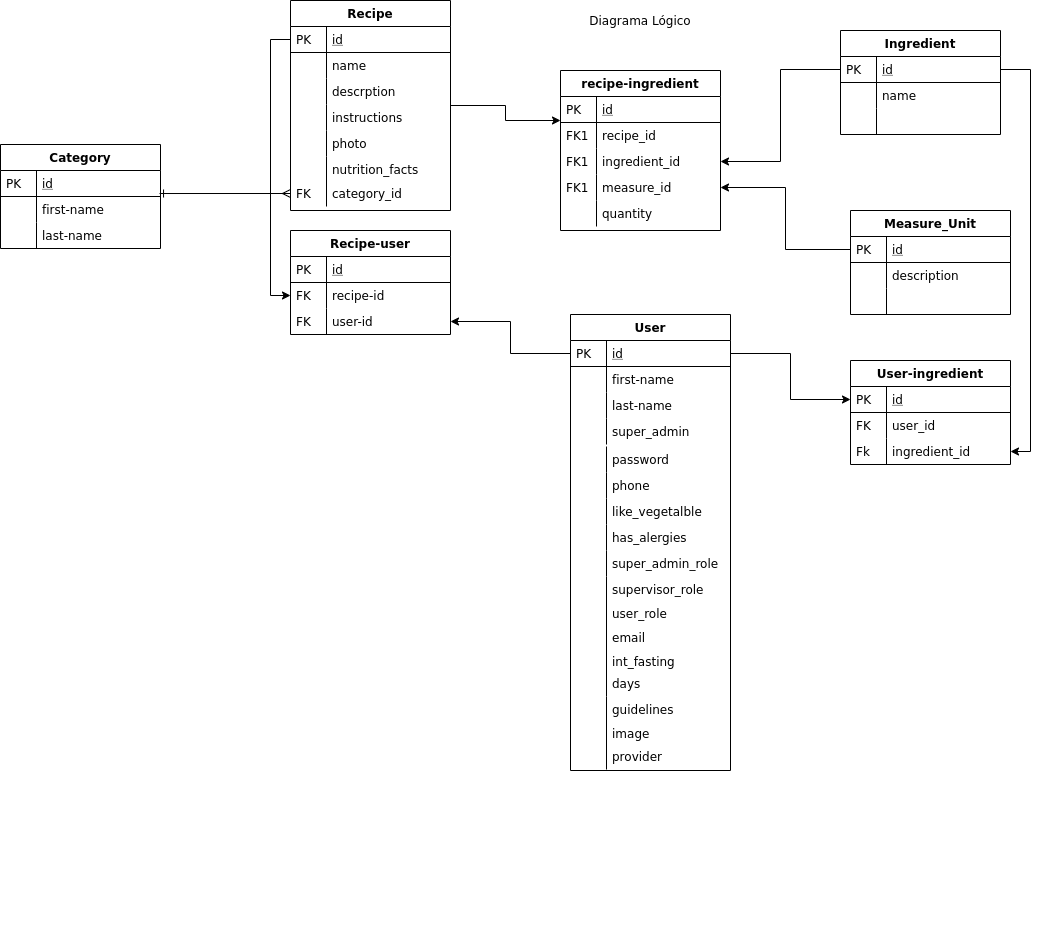 Diagrama Lógico
Recipe
PK id
name
descrption
instructions
photo
nutrition_facts
FK category_id
Category
PK id
first-name
last-name
Recipe-user
PK id
FK recipe-id
FK user-id
recipe-ingredient
PK id
FK1 recipe_id
FK1 ingredient_id
FK1 measure_id
quantity
Ingredient
PK id
name
Measure_Unit
PK id
description
User
PK id
first-name
last-name
super_admin
password
phone
like_vegetalble
has_alergies
super_admin_role
supervisor_role
user_role
email
int_fasting
days
guidelines
image
provider
User-ingredient
PK id
FK user_id
Fk ingredient_id